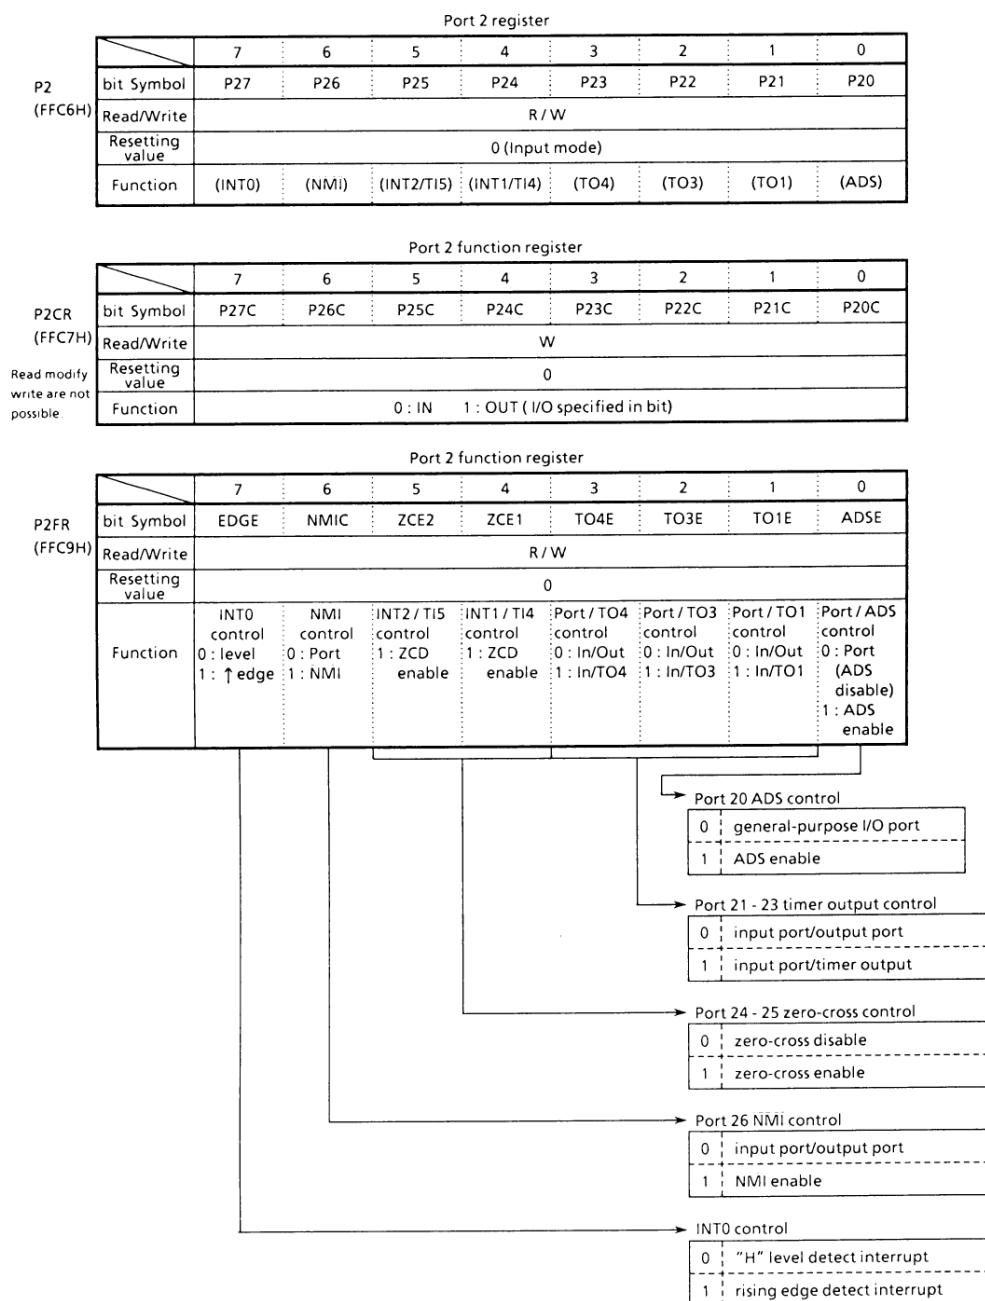 Port 2 register
7 6 5 4 3 2 1 0
P2
(FFC6H)
bit Symbol P27 P26 P25 P24 P23 P22 P21 P20
Read/Write R / W
Resetting value 0 (Input mode)
Function (INT0) (NMI) (INT2/TI5) (INT1/TI4) (TO4) (TO3) (TO1) (ADS)
Port 2 function register
7 6 5 4 3 2 1 0
P2CR
(FFC7H)
Read modify
write are not
possible.
bit Symbol P27C P26C P25C P24C P23C P22C P21C P20C
Read/Write W
Resetting value 0
Function 0 : IN 1 : OUT ( I/O specified in bit)
Port 2 function register
7 6 5 4 3 2 1 0
P2FR
(FFC9H)
bit Symbol EDGE NMIC ZCE2 ZCE1 TO4E TO3E TO1E ADSE
Read/Write R / W
Resetting value 0
Function
INT0
control
0 : level
1 : ↑ edge
NMI
control
0 : Port
1 : NMI
INT2 / TI5
control
1 : ZCD
enable
INT1 / TI4
control
1 : ZCD
enable
Port / TO4
control
0 : In/Out
1 : In/TO4
Port / TO3
control
0 : In/Out
1 : In/TO3
Port / TO1
control
0 : In/Out
1 : In/TO1
Port / ADS
control
0 : Port
(ADS
disable)
1 : ADS
enable
Port 20 ADS control
0 general-purpose I/O port
1 ADS enable
Port 21 - 23 timer output control
0 input port/output port
1 input port/timer output
Port 24 - 25 zero-cross control
0 zero-cross disable
1 zero-cross enable
Port 26 N̅M̅I̅ control
0 input port/output port
1 NMI enable
INT0 control
0 "H" level detect interrupt
1 rising edge detect interrupt